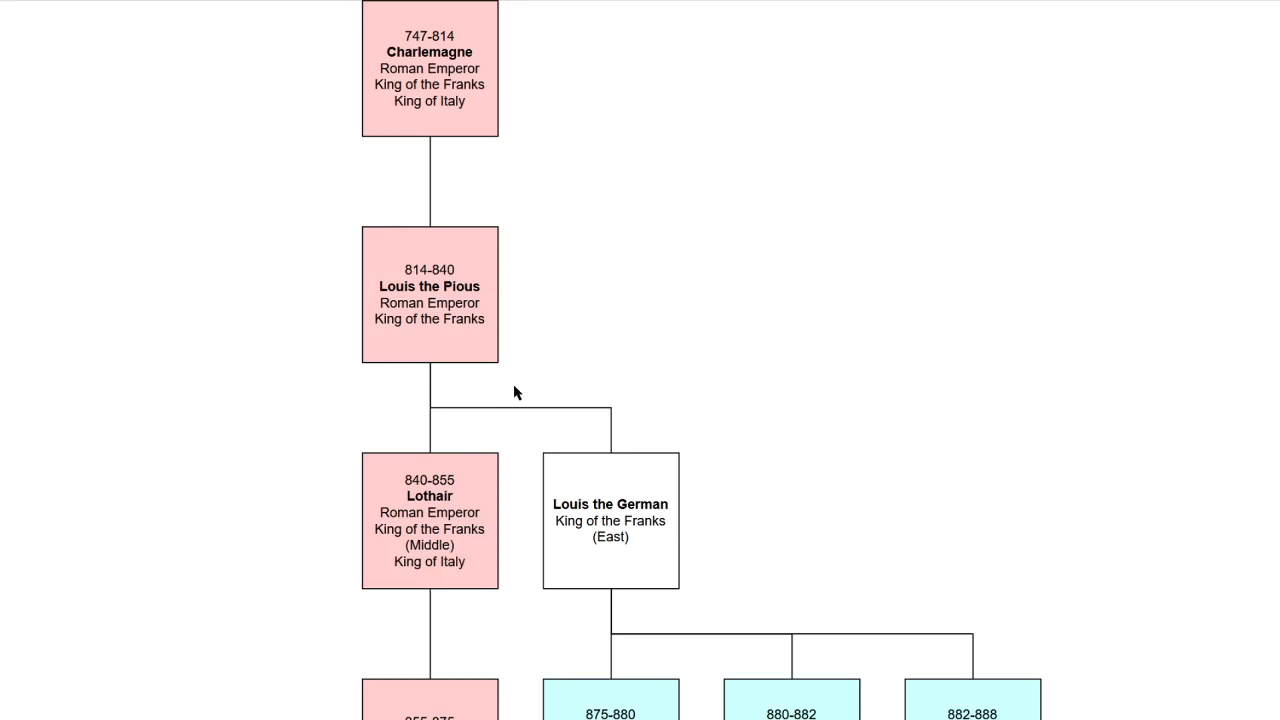 747-814
Charlemagne
Roman Emperor
King of the Franks
King of Italy
814-840
Louis the Pious
Roman Emperor
King of the Franks
840-855
Lothair
Roman Emperor
King of the Franks
(Middle)
King of Italy
Louis the German
King of the Franks
(East)
855-875
875-880
880-882
882-888